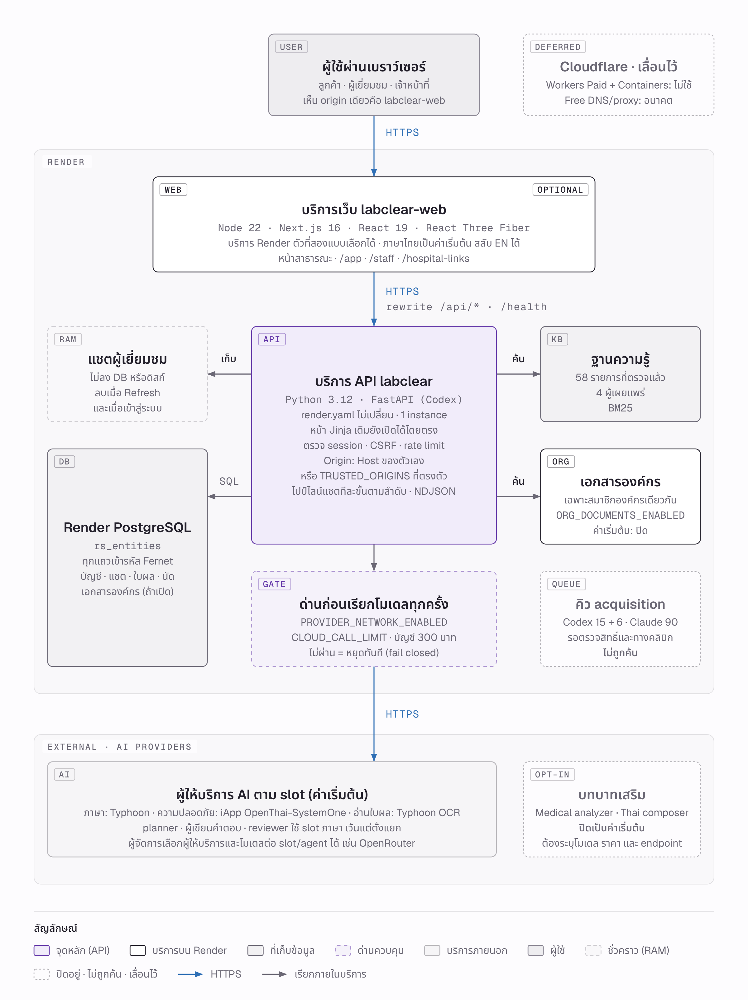 USER
ผู้ใช้ผ่านเบราว์เซอร์
ลูกค้า · ผู้เยี่ยมชม · เจ้าหน้าที่
เห็น origin เดียวคือ labclear-web
DEFERRED
Cloudflare · เลื่อนไว้
Workers Paid + Containers: ไม่ใช้
Free DNS/proxy: อนาคต
HTTPS
RENDER
WEB
OPTIONAL
บริการเว็บ labclear-web
Node 22 · Next.js 16 · React 19 · React Three Fiber
บริการ Render ตัวที่สองแบบเลือกได้ · ภาษาไทยเป็นค่าเริ่มต้น สลับ EN ได้
หน้าสาธารณะ · /app · /staff · /hospital-links
HTTPS
rewrite /api/* · /health
RAM
แชตผู้เยี่ยมชม
ไม่ลง DB หรือดิสก์
ลบเมื่อ Refresh
และเมื่อเข้าสู่ระบบ
เก็บ
API
บริการ API labclear
Python 3.12 · FastAPI (Codex)
render.yaml ไม่เปลี่ยน · 1 instance
หน้า Jinja เดิมยังเปิดได้โดยตรง
ตรวจ session · CSRF · rate limit
Origin: Host ของตัวเอง
หรือ TRUSTED_ORIGINS ที่ตรงตัว
ไปป์ไลน์แชตทีละขั้นตามลำดับ · NDJSON
ค้น
KB
ฐานความรู้
58 รายการที่ตรวจแล้ว
4 ผู้เผยแพร่
BM25
DB
Render PostgreSQL
rs_entities
ทุกแถวเข้ารหัส Fernet
บัญชี · แชต · ใบผล · นัด
เอกสารองค์กร (ถ้าเปิด)
SQL
ค้น
ORG
เอกสารองค์กร
เฉพาะสมาชิกองค์กรเดียวกัน
ORG_DOCUMENTS_ENABLED
ค่าเริ่มต้น: ปิด
GATE
ด่านก่อนเรียกโมเดลทุกครั้ง
PROVIDER_NETWORK_ENABLED
CLOUD_CALL_LIMIT · บัญชี 300 บาท
ไม่ผ่าน = หยุดทันที (fail closed)
QUEUE
คิว acquisition
Codex 15 + 6 · Claude 90
รอตรวจสิทธิ์และทางคลินิก
ไม่ถูกค้น
HTTPS
EXTERNAL · AI PROVIDERS
AI
ผู้ให้บริการ AI ตาม slot (ค่าเริ่มต้น)
ภาษา: Typhoon · ความปลอดภัย: iApp OpenThai-SystemOne · อ่านใบผล: Typhoon OCR
planner · ผู้เขียนคำตอบ · reviewer ใช้ slot ภาษา เว้นแต่ตั้งแยก
ผู้จัดการเลือกผู้ให้บริการและโมเดลต่อ slot/agent ได้ เช่น OpenRouter
OPT-IN
บทบาทเสริม
Medical analyzer · Thai composer
ปิดเป็นค่าเริ่มต้น
ต้องระบุโมเดล ราคา และ endpoint
สัญลักษณ์
จุดหลัก (API)
บริการบน Render
ที่เก็บข้อมูล
ด่านควบคุม
บริการภายนอก
ผู้ใช้
ชั่วคราว (RAM)
ปิดอยู่ · ไม่ถูกค้น · เลื่อนไว้
HTTPS
เรียกภายในบริการ